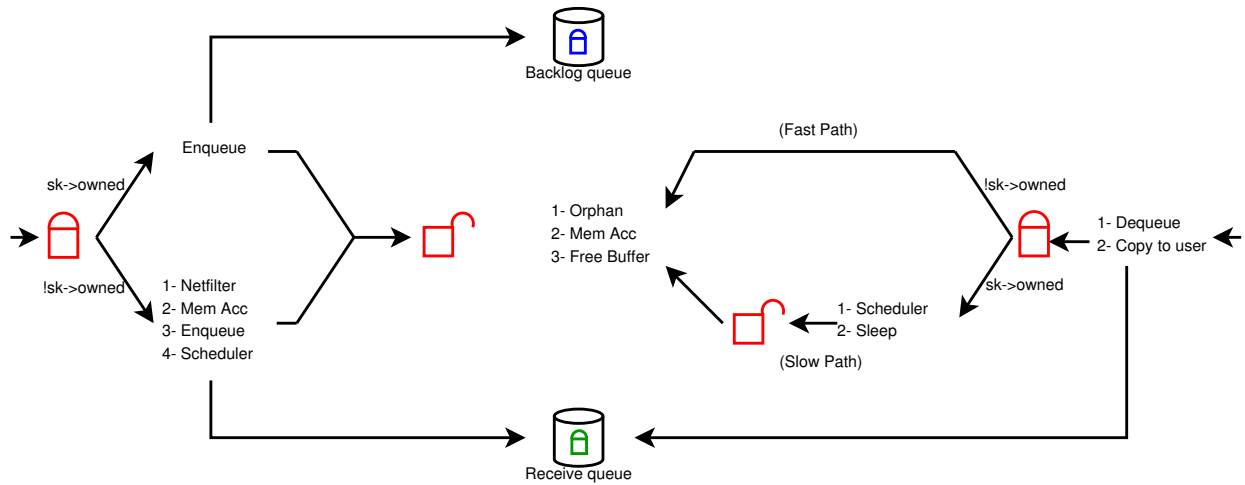 Backlog queue
Enqueue
(Fast Path)
sk->owned
!sk->owned
1- Orphan
2- Mem Acc
3- Free Buffer
1- Dequeue
2- Copy to user
!sk->owned
sk->owned
1- Netfilter
2- Mem Acc
3- Enqueue
4- Scheduler
1- Scheduler
2- Sleep
(Slow Path)
Receive queue